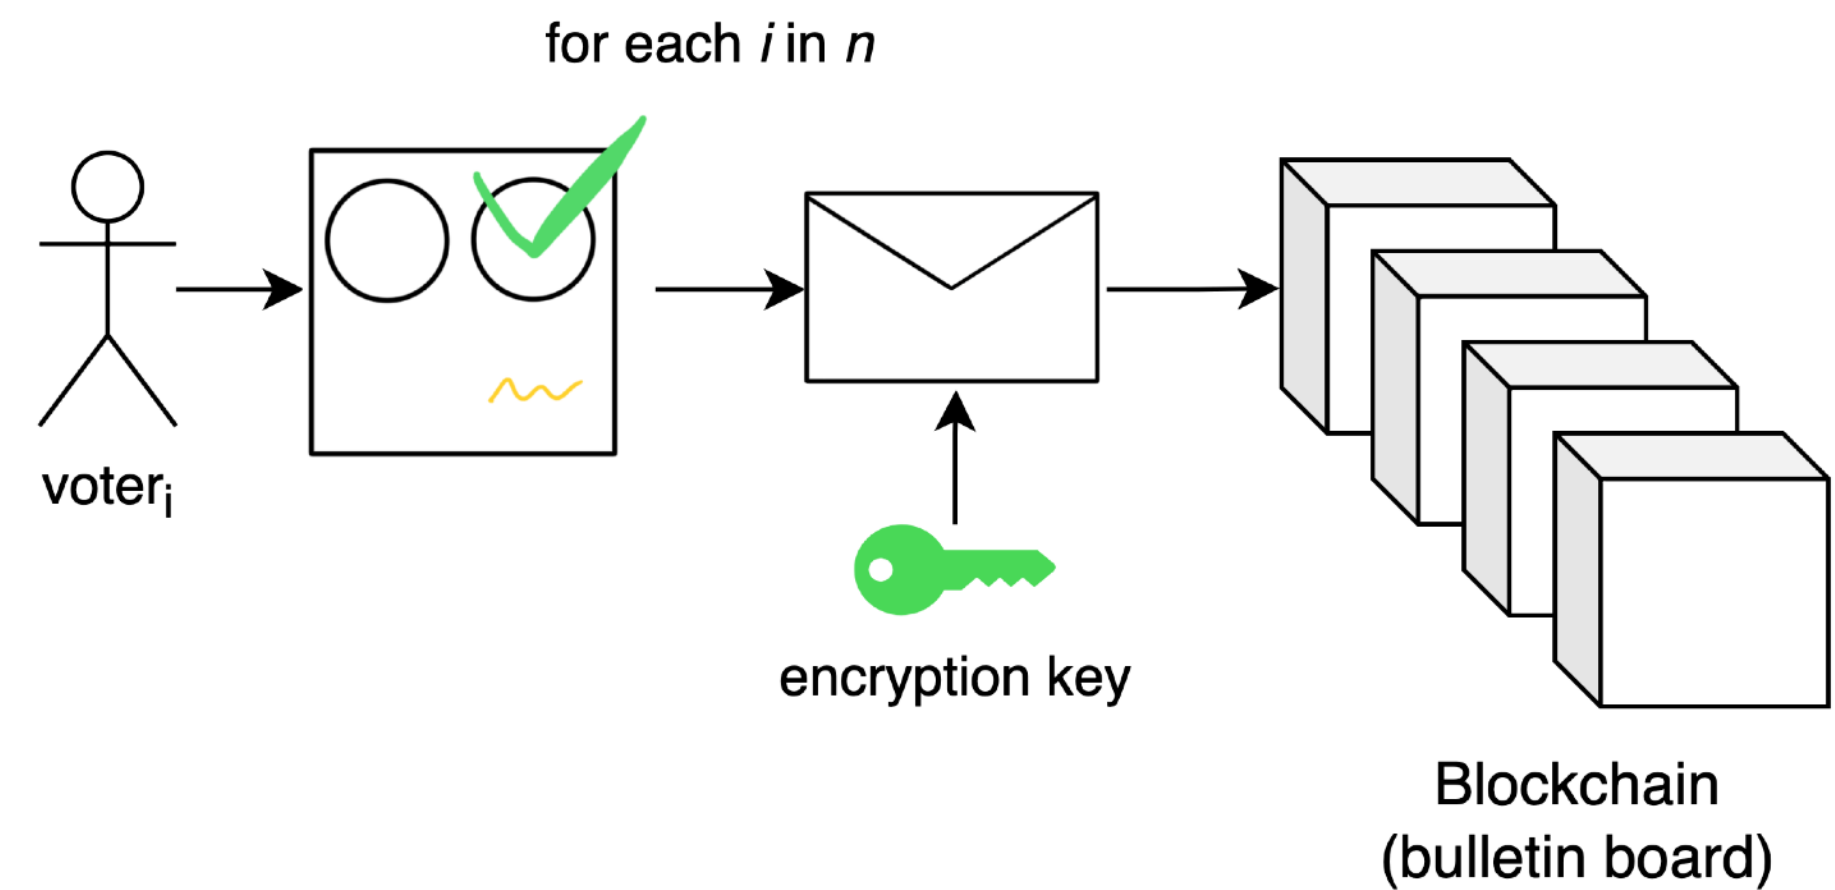 for each i in n
voterᵢ
encryption key
Blockchain
(bulletin board)